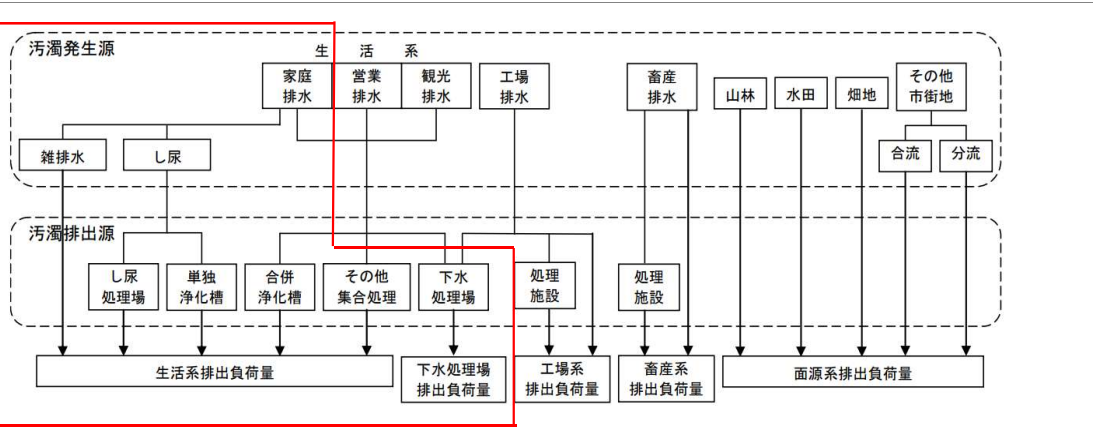 汚濁発生源
生活系
家庭
排水
営業
排水
観光
排水
工場
排水
畜産
排水
山林
水田
畑地
その他
市街地
雑排水
し尿
合流
分流
汚濁排出源
し尿
処理場
単独
浄化槽
合併
浄化槽
その他
集合処理
下水
処理場
処理
施設
処理
施設
生活系排出負荷量
下水処理場
排出負荷量
工場系
排出負荷量
畜産系
排出負荷量
面源系排出負荷量